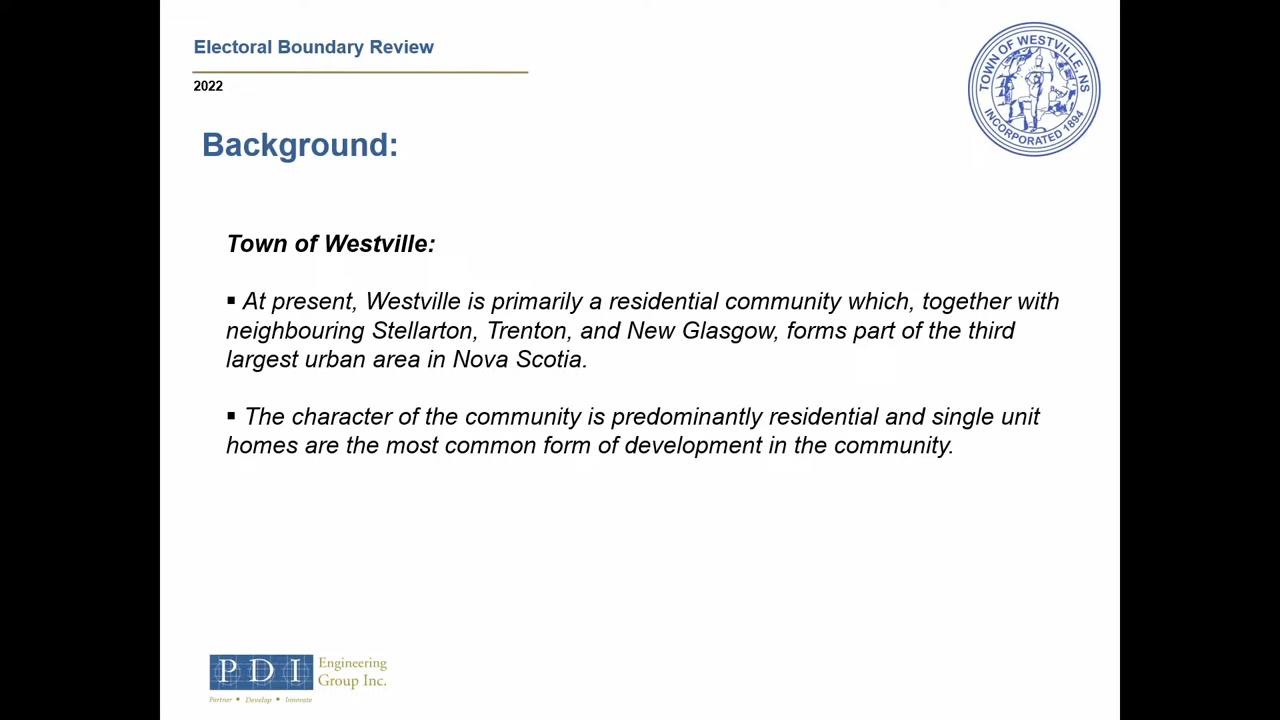 Electoral Boundary Review
2022
TOWN OF WESTVILLE, NS
INCORPORATED 1894
Background:
Town of Westville:
▪ At present, Westville is primarily a residential community which, together with
neighbouring Stellarton, Trenton, and New Glasgow, forms part of the third
largest urban area in Nova Scotia.
▪ The character of the community is predominantly residential and single unit
homes are the most common form of development in the community.
PDI Engineering
Group Inc.
Partner • Develop • Innovate